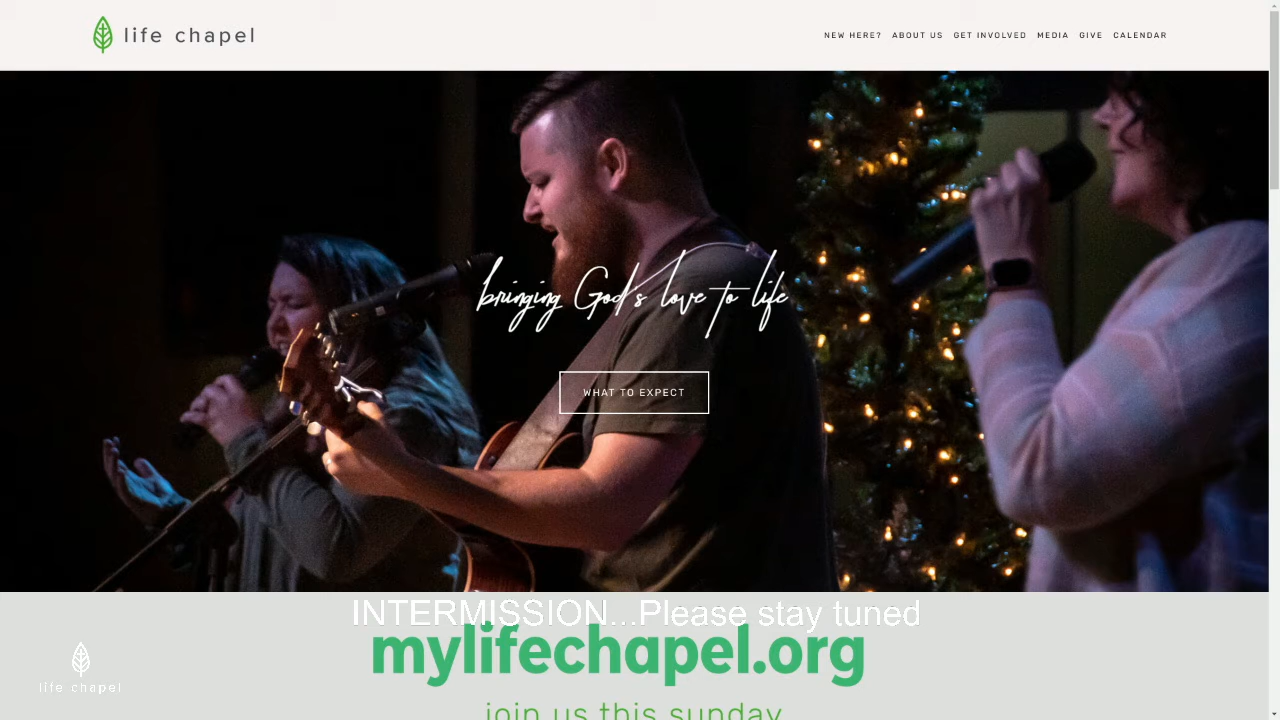 life chapel
NEW HERE? ABOUT US GET INVOLVED MEDIA GIVE CALENDAR
bringing God's love to life
WHAT TO EXPECT
INTERMISSION...Please stay tuned
mylifechapel.org
life chapel
join us this sunday